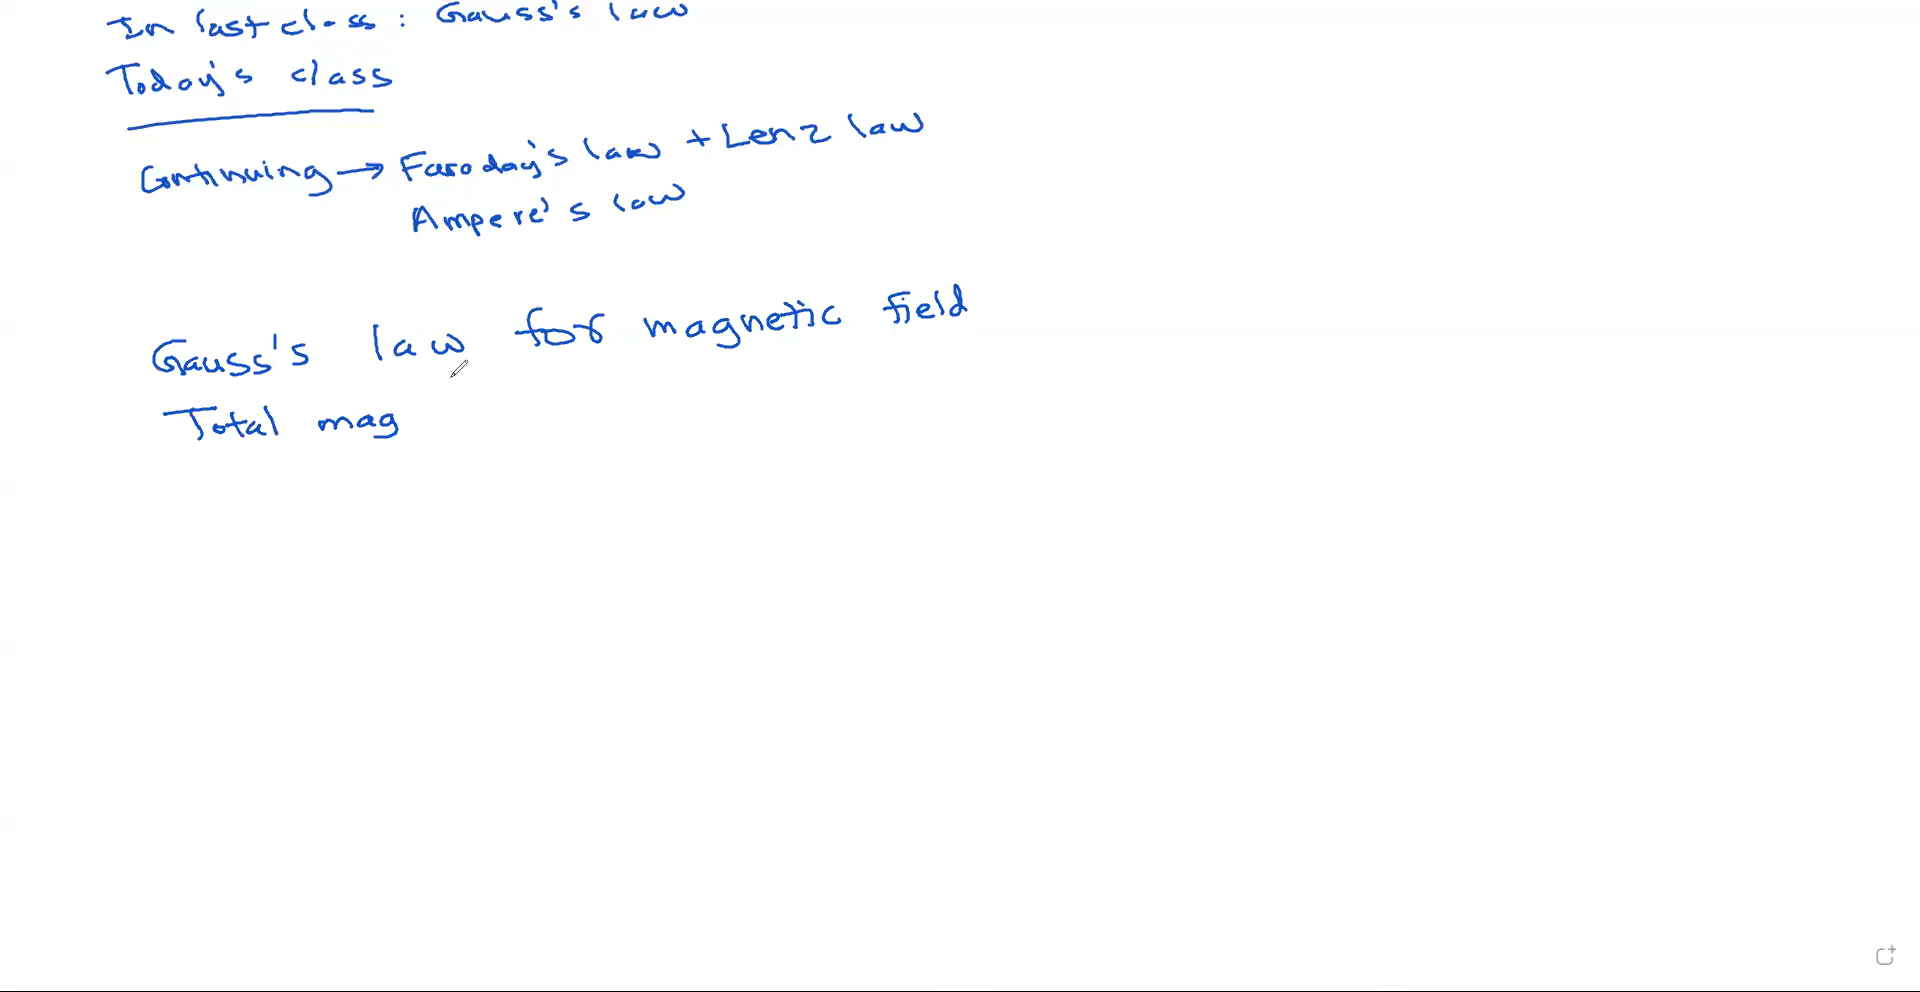 In last class : Gauss's law
Today's class
Continuing → Faraday's law + Lenz law
Ampere's law
Gauss's law for magnetic field
Total mag